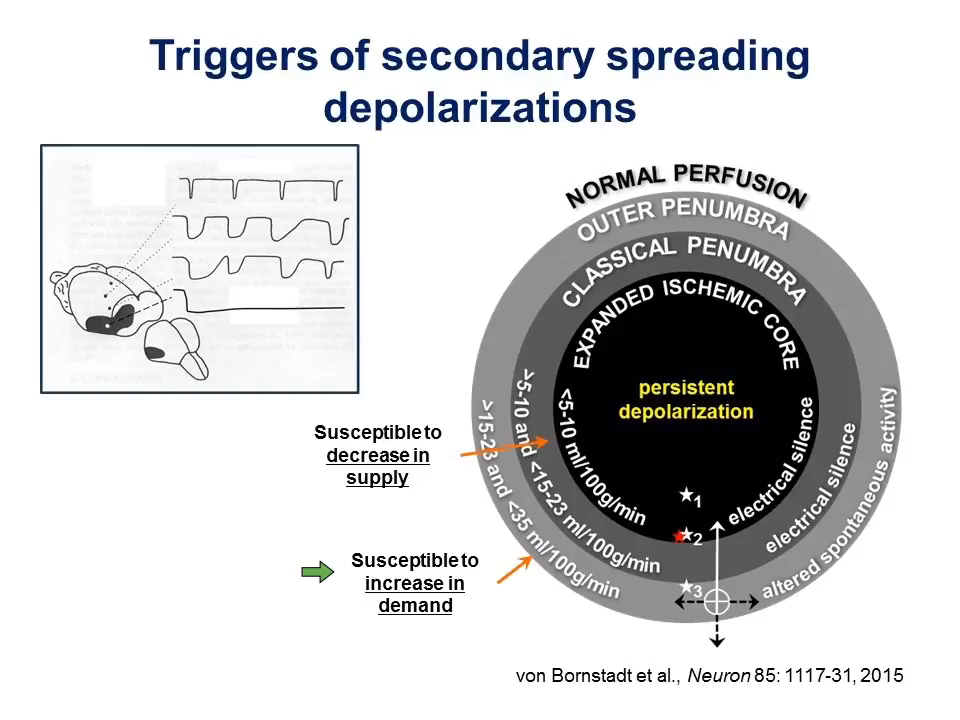 Triggers of secondary spreading
depolarizations
NORMAL PERFUSION
OUTER PENUMBRA
CLASSICAL PENUMBRA
EXPANDED ISCHEMIC CORE
persistent
depolarization
<5-10 ml/100g/min
>5-10 and <15-23 ml/100g/min
>15-23 and <35 ml/100g/min
electrical silence
electrical silence
altered spontaneous activity
1
2
3
Susceptible to
decrease in
supply
Susceptible to
increase in
demand
von Bornstadt et al., Neuron 85: 1117-31, 2015